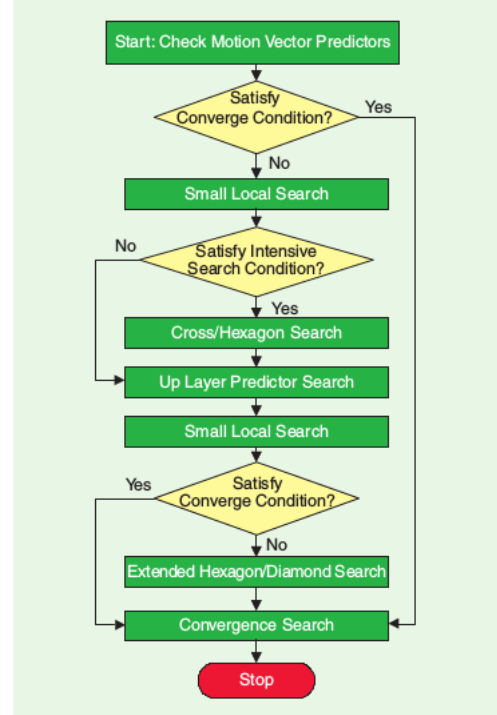 Start: Check Motion Vector Predictors
Satisfy
Converge Condition?
Yes
No
Small Local Search
No
Satisfy Intensive
Search Condition?
Yes
Cross/Hexagon Search
Up Layer Predictor Search
Small Local Search
Yes
Satisfy
Converge Condition?
No
Extended Hexagon/Diamond Search
Convergence Search
Stop